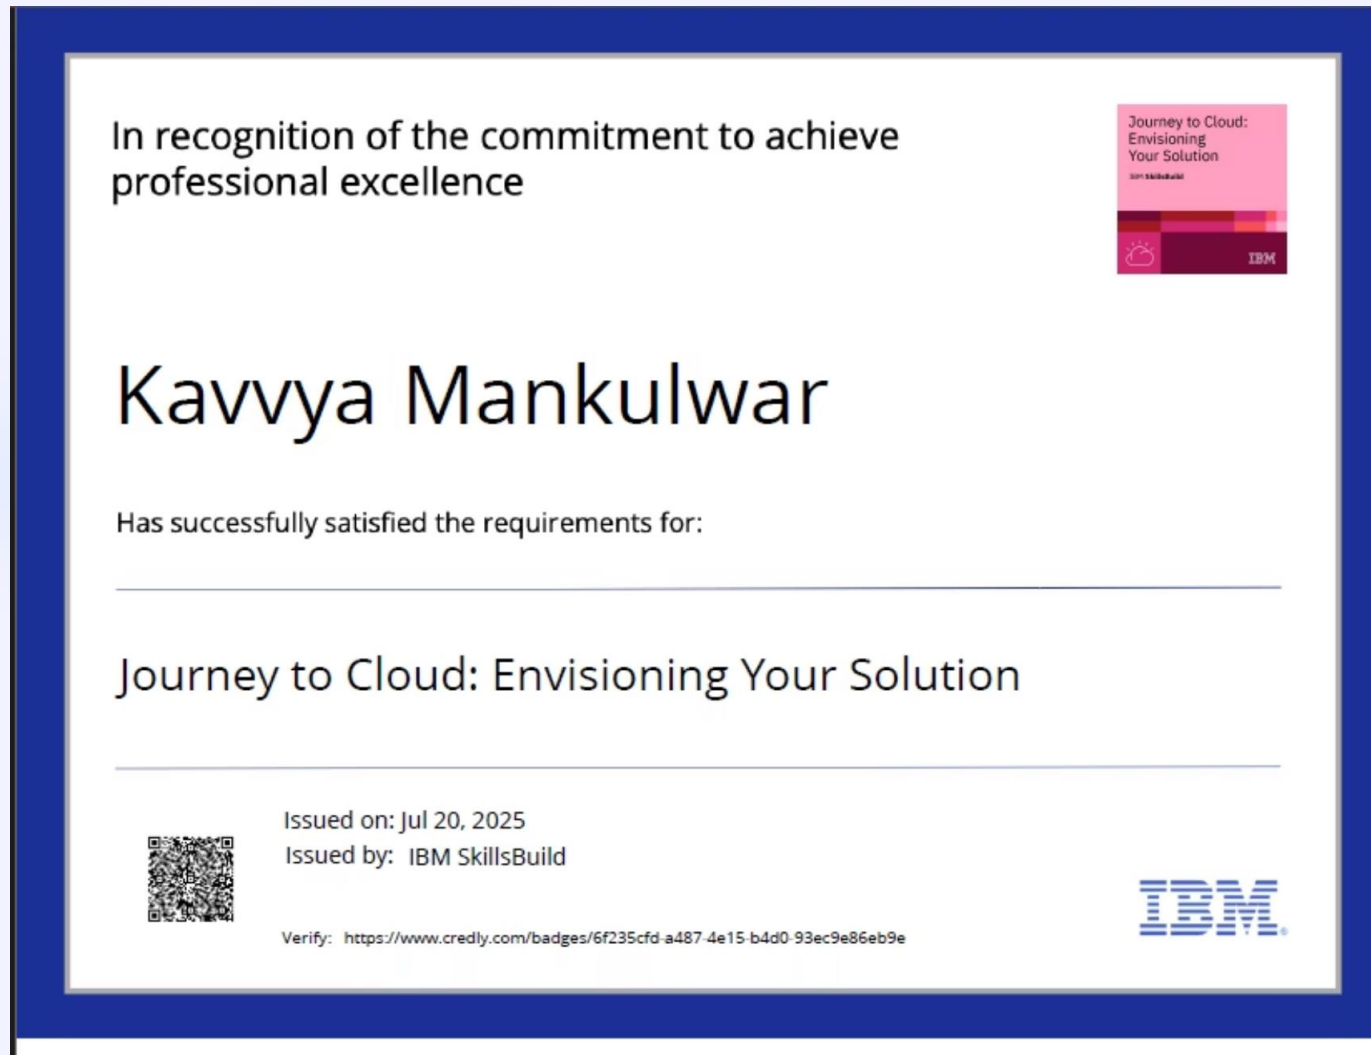 In recognition of the commitment to achieve
professional excellence
Journey to Cloud:
Envisioning
Your Solution
IBM SkillsBuild
IBM
Kavvya Mankulwar
Has successfully satisfied the requirements for:
Journey to Cloud: Envisioning Your Solution
Issued on: Jul 20, 2025
Issued by: IBM SkillsBuild
Verify: https://www.credly.com/badges/6f235cfd-a487-4e15-b4d0-93ec9e86eb9e
IBM